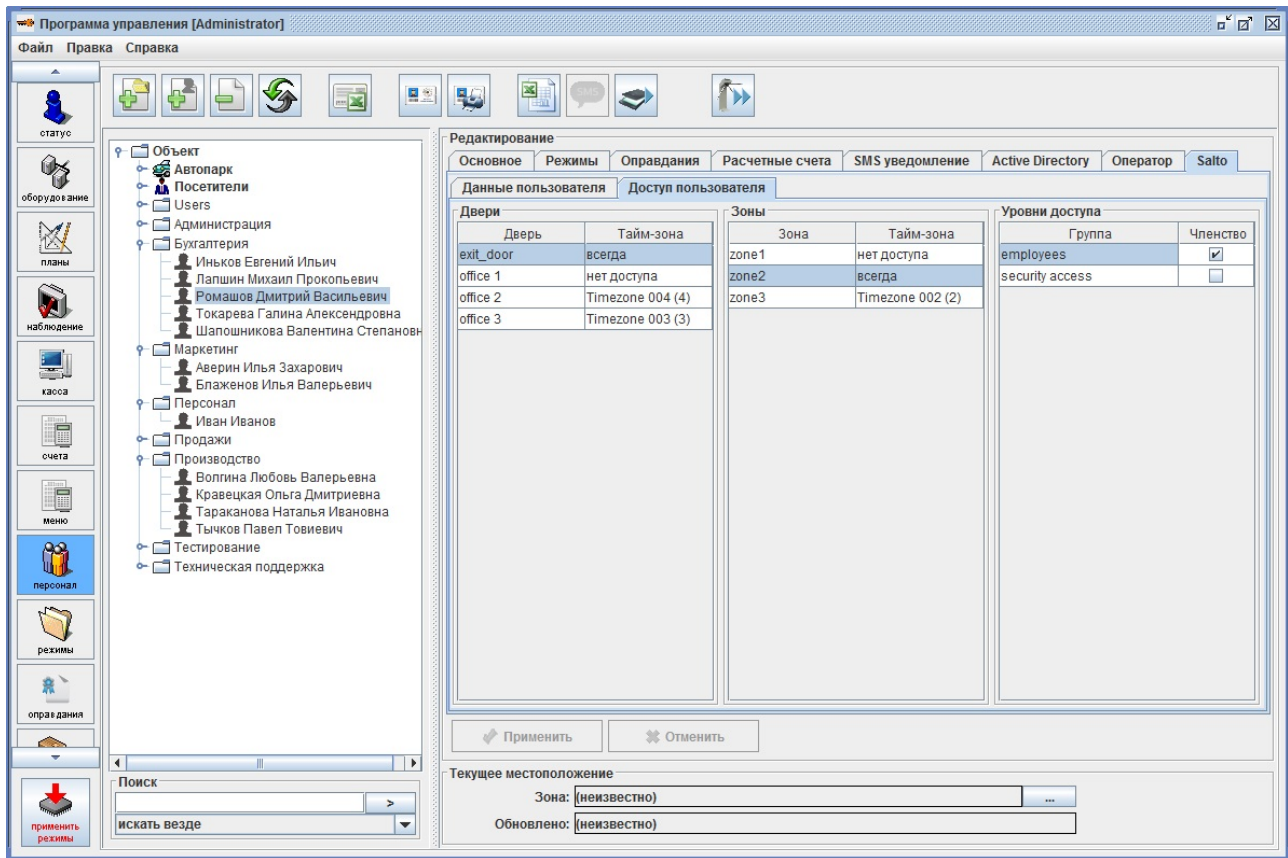 Программа управления [Administrator]
Файл Правка Справка
статус
оборудование
планы
наблюдение
касса
счета
меню
персонал
режимы
оправдания
применить
режимы
SMS
Объект
Автопарк
Посетители
Users
Администрация
Бухгалтерия
Иньков Евгений Ильич
Лапшин Михаил Прокопьевич
Ромашов Дмитрий Васильевич
Токарева Галина Александровна
Шапошникова Валентина Степановн
Маркетинг
Аверин Илья Захарович
Блаженов Илья Валерьевич
Персонал
Иван Иванов
Продажи
Производство
Волгина Любовь Валерьевна
Кравецкая Ольга Дмитриевна
Тараканова Наталья Ивановна
Тычков Павел Товиевич
Тестирование
Техническая поддержка
Поиск
>
искать везде
Редактирование
Основное Режимы Оправдания Расчетные счета SMS уведомление Active Directory Оператор Salto
Данные пользователя Доступ пользователя
Двери Зоны Уровни доступа
Дверь Тайм-зона Зона Тайм-зона Группа Членство
exit_door всегда zone1 нет доступа employees
office 1 нет доступа zone2 всегда security access
office 2 Timezone 004 (4) zone3 Timezone 002 (2)
office 3 Timezone 003 (3)
Применить Отменить
Текущее местоположение
Зона: (неизвестно) ...
Обновлено: (неизвестно)